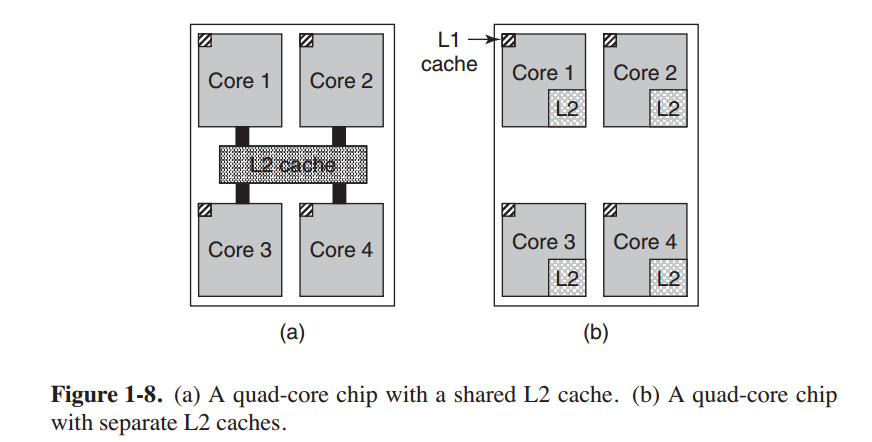 L1
cache
Core 1
Core 2
L2 cache
Core 3
Core 4
(a)
Core 1
L2
Core 2
L2
Core 3
L2
Core 4
L2
(b)
Figure 1-8. (a) A quad-core chip with a shared L2 cache. (b) A quad-core chip
with separate L2 caches.